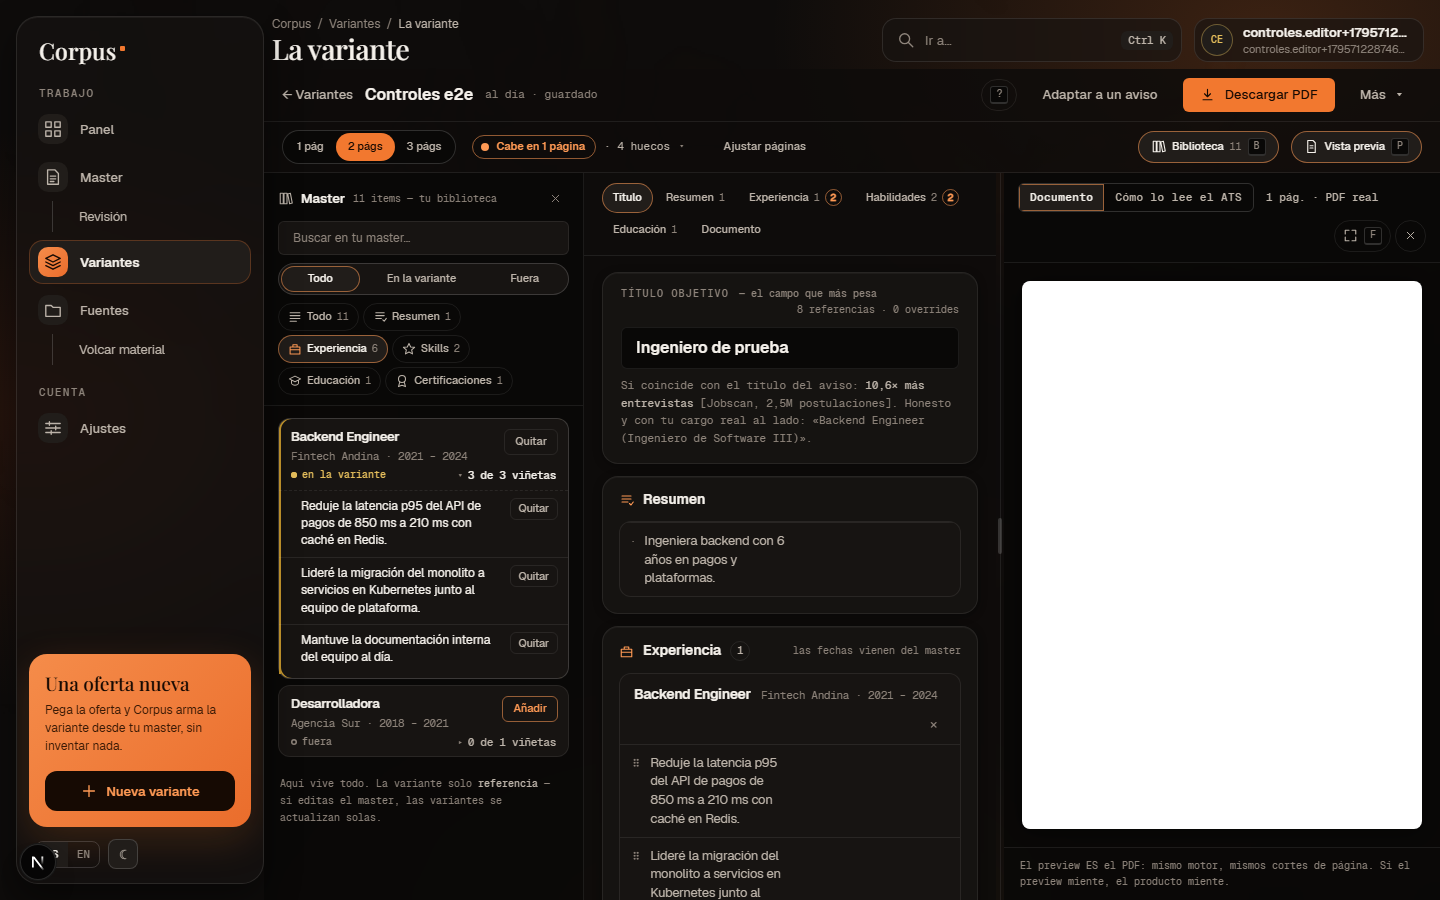 Corpus
TRABAJO
Panel
Master
Revisión
Variantes
Fuentes
Volcar material
CUENTA
Ajustes
Una oferta nueva
Pega la oferta y Corpus arma la
variante desde tu master, sin
inventar nada.
Nueva variante
EN
Corpus / Variantes / La variante
La variante
Ir a…
Ctrl K
CE
controles.editor+1795712…
controles.editor+179571228746…
← Variantes
Controles e2e
al día · guardado
?
Adaptar a un aviso
Descargar PDF
Más
1 pág
2 págs
3 págs
Cabe en 1 página
· 4 huecos
Ajustar páginas
Biblioteca 11 B
Vista previa P
Master 11 items — tu biblioteca
Buscar en tu master…
Todo
En la variante
Fuera
Todo 11
Resumen 1
Experiencia 6
Skills 2
Educación 1
Certificaciones 1
Backend Engineer
Quitar
Fintech Andina · 2021 – 2024
en la variante
3 de 3 viñetas
Reduje la latencia p95 del API de
pagos de 850 ms a 210 ms con
caché en Redis.
Quitar
Lideré la migración del monolito a
servicios en Kubernetes junto al
equipo de plataforma.
Quitar
Mantuve la documentación interna
del equipo al día.
Quitar
Desarrolladora
Añadir
Agencia Sur · 2018 – 2021
fuera
0 de 1 viñetas
Aquí vive todo. La variante solo referencia —
si editas el master, las variantes se
actualizan solas.
Título
Resumen 1
Experiencia 1 2
Habilidades 2 2
Educación 1
Documento
TÍTULO OBJETIVO — el campo que más pesa
8 referencias · 0 overrides
Ingeniero de prueba
Si coincide con el título del aviso: 10,6× más
entrevistas [Jobscan, 2,5M postulaciones]. Honesto
y con tu cargo real al lado: «Backend Engineer
(Ingeniero de Software III)».
Resumen
Ingeniera backend con 6
años en pagos y
plataformas.
Experiencia 1
las fechas vienen del master
Backend Engineer
Fintech Andina · 2021 – 2024
×
Reduje la latencia p95
del API de pagos de
850 ms a 210 ms con
caché en Redis.
Lideré la migración del
monolito a servicios en
Kubernetes junto al
Documento
Cómo lo lee el ATS
1 pág. · PDF real
F
El preview ES el PDF: mismo motor, mismos cortes de página. Si el
preview miente, el producto miente.